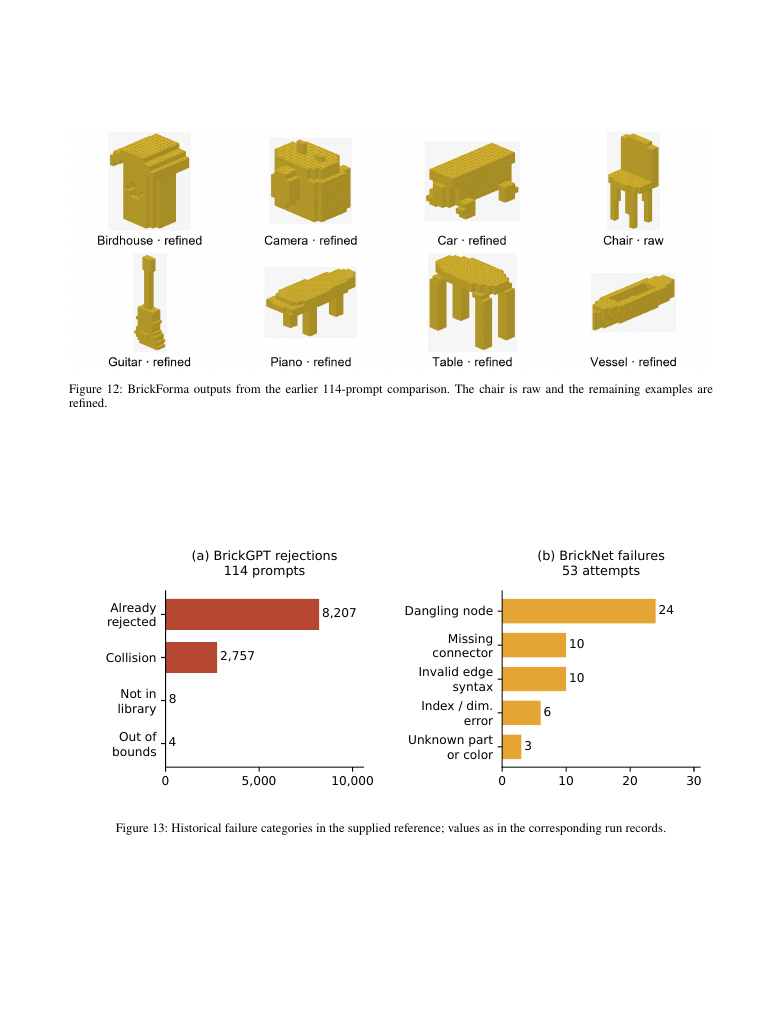 Birdhouse · refined
Camera · refined
Car · refined
Chair · raw
Guitar · refined
Piano · refined
Table · refined
Vessel · refined
Figure 12: BrickForma outputs from the earlier 114-prompt comparison. The chair is raw and the remaining examples are
refined.
(a) BrickGPT rejections
114 prompts
Already
rejected
8,207
Collision
2,757
Not in
library
8
Out of
bounds
4
0
5,000
10,000
(b) BrickNet failures
53 attempts
Dangling node
24
Missing
connector
10
Invalid edge
syntax
10
Index / dim.
error
6
Unknown part
or color
3
0
10
20
30
Figure 13: Historical failure categories in the supplied reference; values as in the corresponding run records.